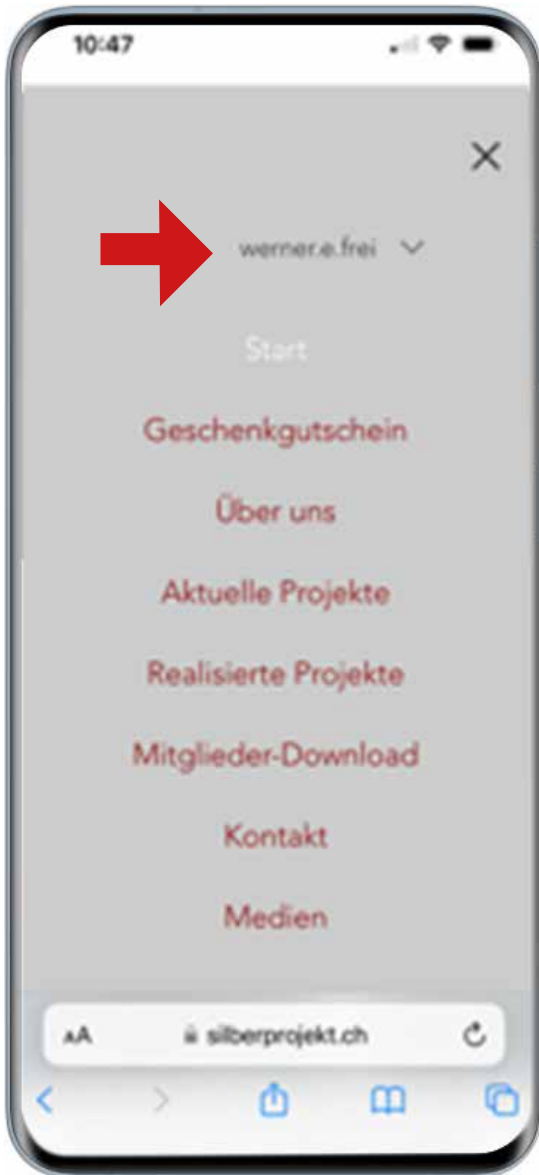 10:47
werner.e.frei
Start
Geschenkgutschein
Über uns
Aktuelle Projekte
Realisierte Projekte
Mitglieder-Download
Kontakt
Medien
AA silberprojekt.ch